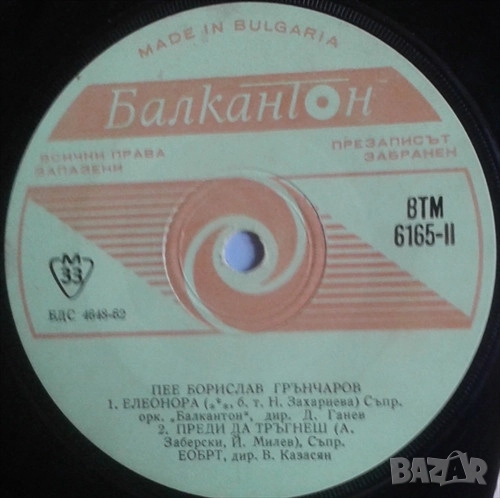 MADE IN BULGARIA
Балкантон
ВСИЧКИ ПРАВА
ЗАПАЗЕНИ
ПРЕЗАПИСЪТ
ЗАБРАНЕН
М
33
БДС 4648-62
ВТМ
6165-II
ПЕЕ БОРИСЛАВ ГРЪНЧАРОВ
1. ЕЛЕОНОРА („*„, б. т. Н. Захариева) Съпр.
орк. „Балкантон“, дир. Д. Ганев
2. ПРЕДИ ДА ТРЪГНЕШ (А.
Заберски, Й. Милев), Съпр.
ЕОБРТ, дир. В. Казасян
BAZAR